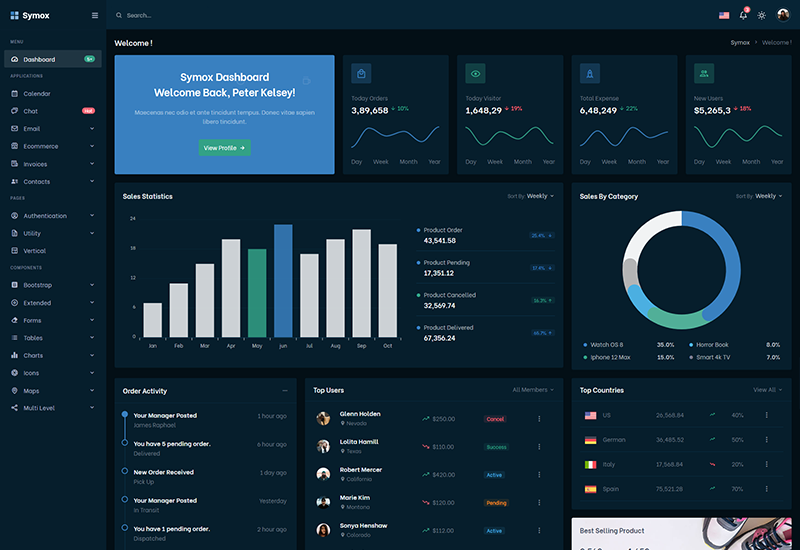 Symox
Search...
3
MENU
Dashboard
5+
APPLICATIONS
Calendar
Chat
Hot
Email
Ecommerce
Invoices
Contacts
PAGES
Authentication
Utility
Vertical
COMPONENTS
Bootstrap
Extended
Forms
Tables
Charts
Icons
Maps
Multi Level
Welcome !
Symox
Welcome !
Symox Dashboard
Welcome Back, Peter Kelsey!
Maecenas nec odio et ante tincidunt tempus. Donec vitae sapien
libero tincidunt.
View Profile →
Today Orders
3,89,658 ↓ 10%
Day Week Month Year
Today Visitor
1,648,29 ↓ 19%
Day Week Month Year
Total Expense
6,48,249 ↓ 22%
Day Week Month Year
New Users
$5,265,3 ↓ 18%
Day Week Month Year
Sales Statistics
Sort By: Weekly
24
18
12
6
0
Jan Feb Mar Apr May Jun Jul Aug Sep Oct
Product Order
43,541.58
25.4%
Product Pending
17,351.12
17.4%
Product Cancelled
32,569.74
16.3%
Product Delivered
67,356.24
65.7%
Sales By Category
Sort By: Weekly
Watch OS 8 35.0%
Horror Book 8.0%
Iphone 12 Max 15.0%
Smart 4k TV 7.0%
Order Activity
Your Manager Posted 1 hour ago
James Raphael
You have 5 pending order. 6 hour ago
Delivered
New Order Received 1 day ago
Pick Up
Your Manager Posted Yesterday
In Transit
You have 1 pending order. 2 hour ago
Dispatched
Top Users
All Members
Glenn Holden
Nevada
$250.00 Cancel
Lolita Hamill
Texas
$110.00 Success
Robert Mercer
California
$420.00 Active
Marie Kim
Montana
$120.00 Pending
Sonya Henshaw
Colorado
$112.00 Active
Top Countries
View All
US 26,568.84 40%
German 36,485.52 50%
Italy 17,568.84 20%
Spain 75,521.28 70%
Best Selling Product